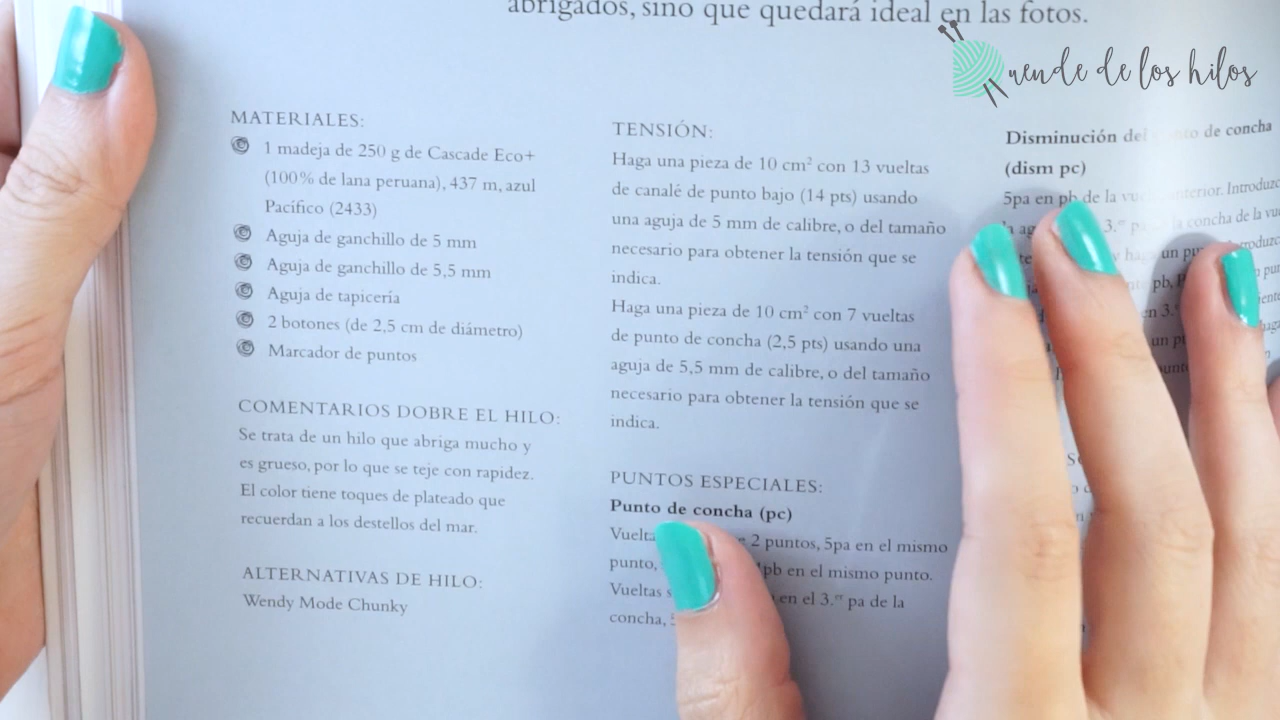 abrigados, sino que quedará ideal en las fotos.
uende de los hilos
MATERIALES:
1 madeja de 250 g de Cascade Eco+
(100% de lana peruana), 437 m, azul
Pacífico (2433)
Aguja de ganchillo de 5 mm
Aguja de ganchillo de 5,5 mm
Aguja de tapicería
2 botones (de 2,5 cm de diámetro)
Marcador de puntos
COMENTARIOS DOBRE EL HILO:
Se trata de un hilo que abriga mucho y
es grueso, por lo que se teje con rapidez.
El color tiene toques de plateado que
recuerdan a los destellos del mar.
ALTERNATIVAS DE HILO:
Wendy Mode Chunky
TENSIÓN:
Haga una pieza de 10 cm² con 13 vueltas
de canalé de punto bajo (14 pts) usando
una aguja de 5 mm de calibre, o del tamaño
necesario para obtener la tensión que se
indica.
Haga una pieza de 10 cm² con 7 vueltas
de punto de concha (2,5 pts) usando una
aguja de 5,5 mm de calibre, o del tamaño
necesario para obtener la tensión que se
indica.
PUNTOS ESPECIALES:
Punto de concha (pc)
2 puntos, 5pa en el mismo
punto, 1pb en el mismo punto.
Vueltas en el 3.er pa de la
concha,
Disminución del de concha
(dism pc)
5pa en pb de la Introduzc
3.er la concha de la
un
pb,
en 3.
un